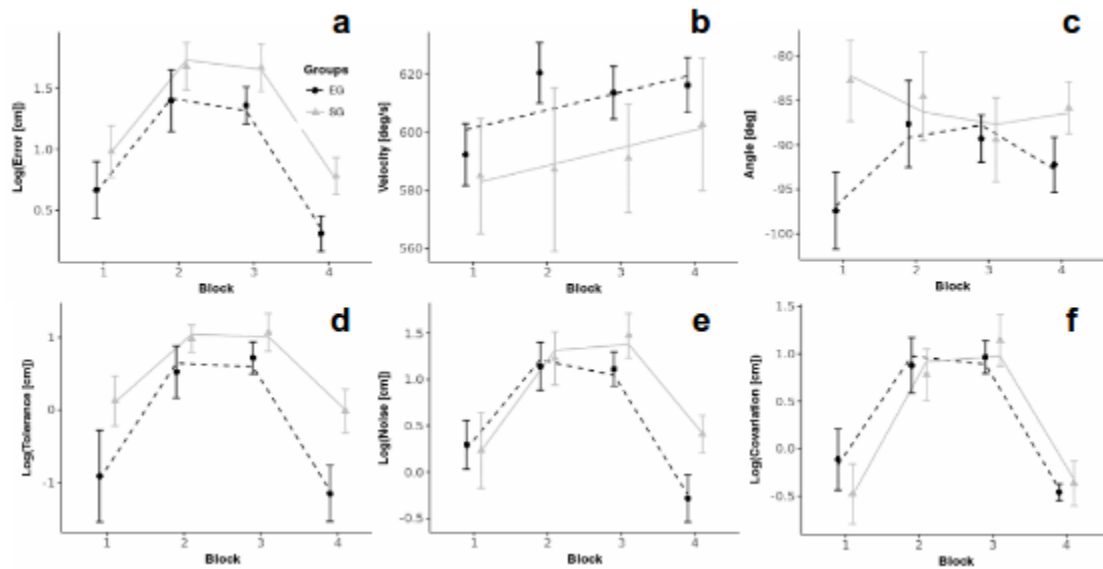 a
Log(Error [cm])
1.5
1.0
0.5
Groups
EG
SG
1 2 3 4
Block
b
Velocity [deg/s]
620
600
580
560
1 2 3 4
Block
c
Angle [deg]
-80
-85
-90
-95
-100
1 2 3 4
Block
d
Log(Tolerance [cm])
1
0
-1
1 2 3 4
Block
e
Log(Noise [cm])
1.5
1.0
0.5
0.0
-0.5
1 2 3 4
Block
f
Log(Covariation [cm])
1.5
1.0
0.5
0.0
-0.5
1 2 3 4
Block